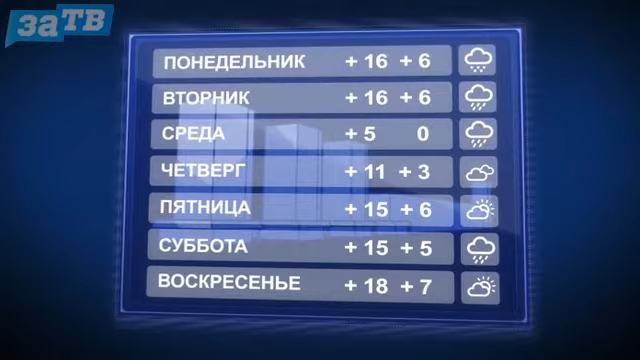 заТВ
ПОНЕДЕЛЬНИК +16 +6
ВТОРНИК +16 +6
СРЕДА +5 0
ЧЕТВЕРГ +11 +3
ПЯТНИЦА +15 +6
СУББОТА +15 +5
ВОСКРЕСЕНЬЕ +18 +7